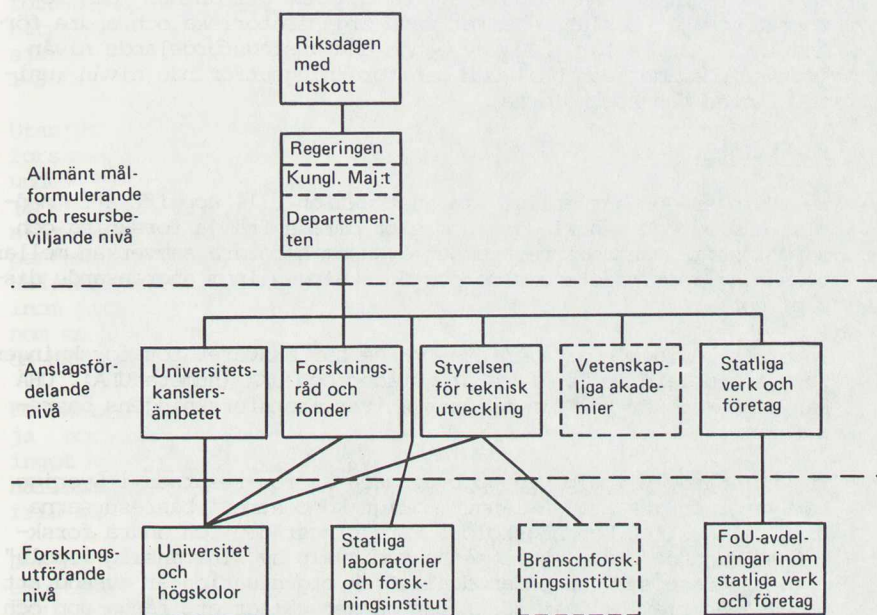 Riksdagen
med
utskott
Regeringen
Kungl. Maj:t
Departemen-
ten
Allmänt mål-
formulerande
och resursbe-
viljande nivå
Anslagsför-
delande
nivå
Universitets-
kanslers-
ämbetet
Forsknings-
råd och
fonder
Styrelsen
för teknisk
utveckling
Vetenskap-
liga akade-
mier
Statliga
verk och
företag
Forsknings-
utförande
nivå
Universitet
och
högskolor
Statliga
laboratorier
och forsk-
ningsinstitut
Branschforsk-
ningsinstitut
FoU-avdel-
ningar inom
statliga verk
och företag